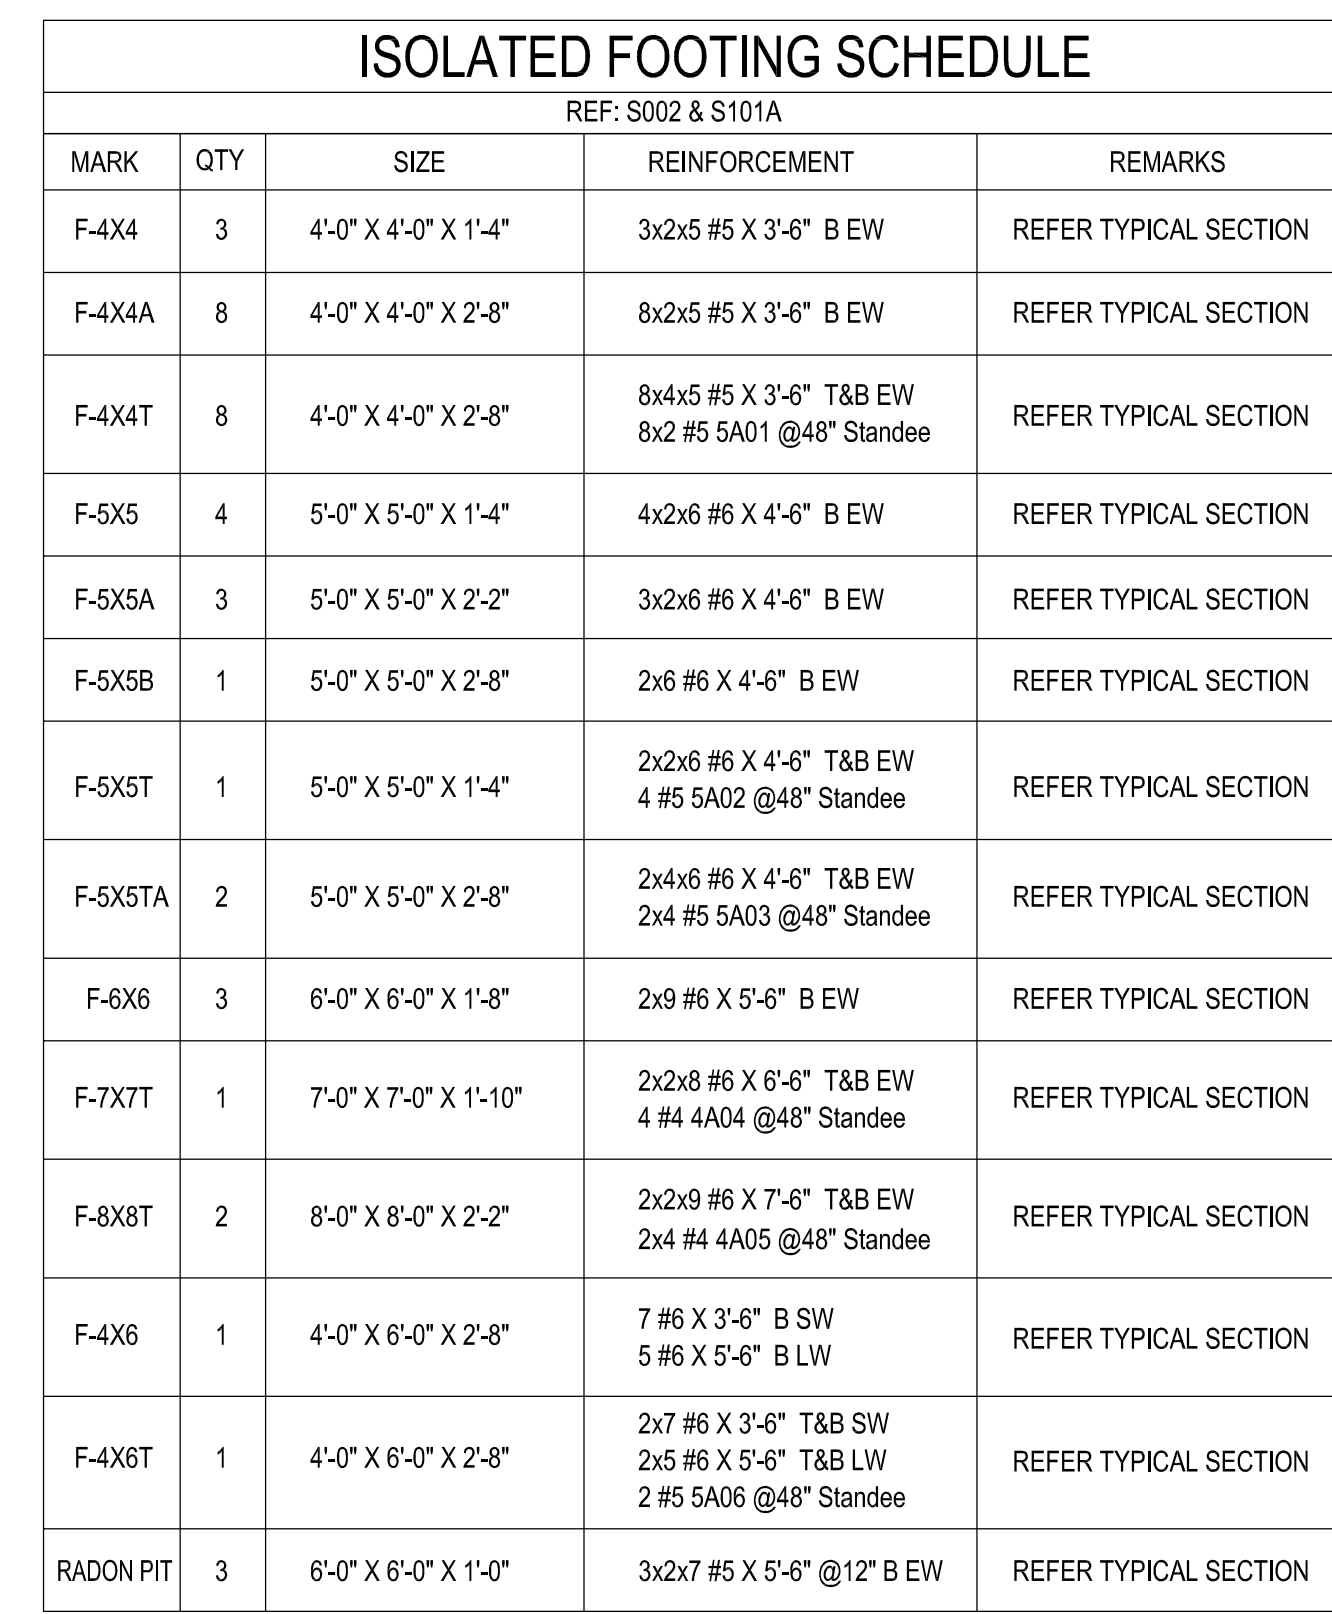 ISOLATED FOOTING SCHEDULE
REF: S002 & S101A
MARK QTY SIZE REINFORCEMENT REMARKS
F-4X4 3 4'-0" X 4'-0" X 1'-4" 3x2x5 #5 X 3'-6" B EW REFER TYPICAL SECTION
F-4X4A 8 4'-0" X 4'-0" X 2'-8" 8x2x5 #5 X 3'-6" B EW REFER TYPICAL SECTION
F-4X4T 8 4'-0" X 4'-0" X 2'-8" 8x4x5 #5 X 3'-6" T&B EW
8x2 #5 5A01 @48" Standee REFER TYPICAL SECTION
F-5X5 4 5'-0" X 5'-0" X 1'-4" 4x2x6 #6 X 4'-6" B EW REFER TYPICAL SECTION
F-5X5A 3 5'-0" X 5'-0" X 2'-2" 3x2x6 #6 X 4'-6" B EW REFER TYPICAL SECTION
F-5X5B 1 5'-0" X 5'-0" X 2'-8" 2x6 #6 X 4'-6" B EW REFER TYPICAL SECTION
F-5X5T 1 5'-0" X 5'-0" X 1'-4" 2x2x6 #6 X 4'-6" T&B EW
4 #5 5A02 @48" Standee REFER TYPICAL SECTION
F-5X5TA 2 5'-0" X 5'-0" X 2'-8" 2x4x6 #6 X 4'-6" T&B EW
2x4 #5 5A03 @48" Standee REFER TYPICAL SECTION
F-6X6 3 6'-0" X 6'-0" X 1'-8" 2x9 #6 X 5'-6" B EW REFER TYPICAL SECTION
F-7X7T 1 7'-0" X 7'-0" X 1'-10" 2x2x8 #6 X 6'-6" T&B EW
4 #4 4A04 @48" Standee REFER TYPICAL SECTION
F-8X8T 2 8'-0" X 8'-0" X 2'-2" 2x2x9 #6 X 7'-6" T&B EW
2x4 #4 4A05 @48" Standee REFER TYPICAL SECTION
F-4X6 1 4'-0" X 6'-0" X 2'-8" 7 #6 X 3'-6" B SW
5 #6 X 5'-6" B LW REFER TYPICAL SECTION
F-4X6T 1 4'-0" X 6'-0" X 2'-8" 2x7 #6 X 3'-6" T&B SW
2x5 #6 X 5'-6" T&B LW
2 #5 5A06 @48" Standee REFER TYPICAL SECTION
RADON PIT 3 6'-0" X 6'-0" X 1'-0" 3x2x7 #5 X 5'-6" @12" B EW REFER TYPICAL SECTION